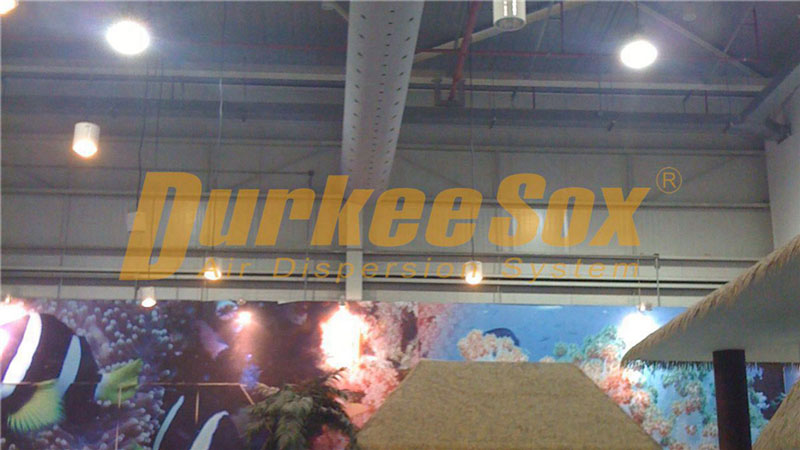 DurkeeSox®
Air Dispersion System